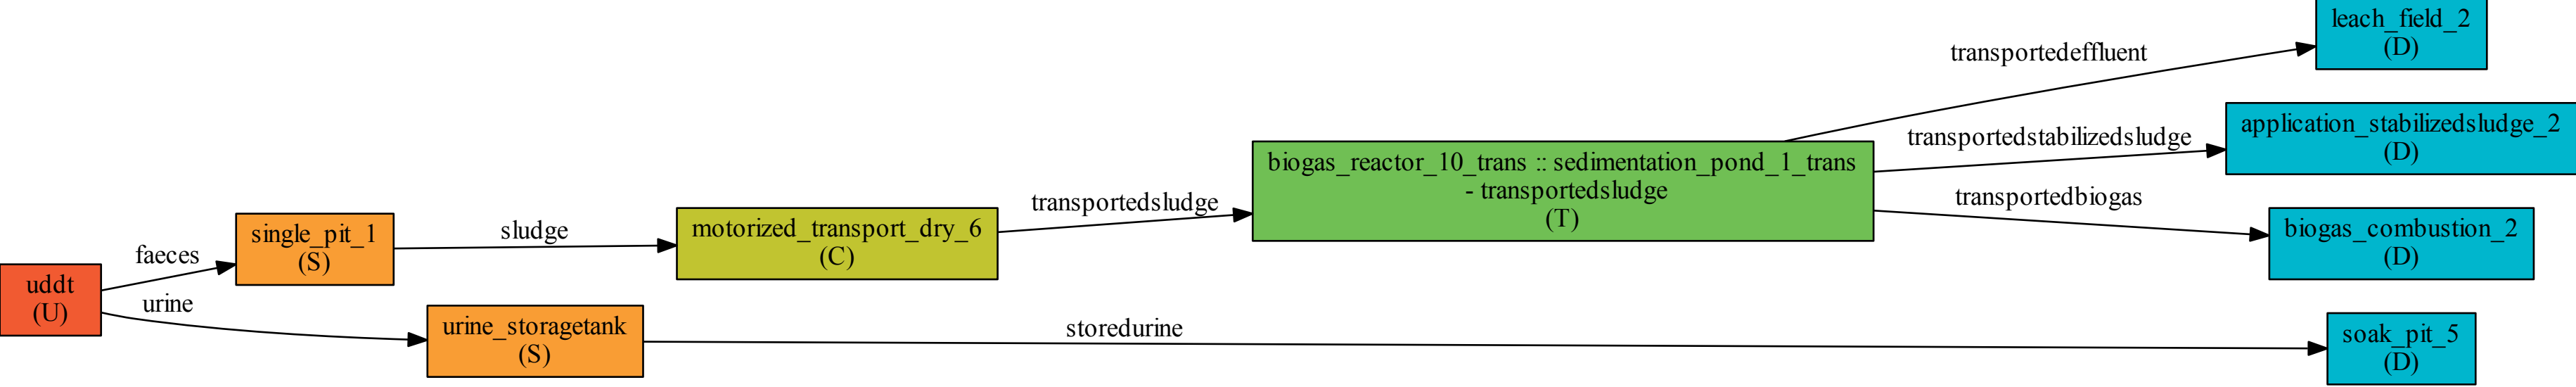 uddt
(U)
faeces
urine
single_pit_1
(S)
urine_storagetank
(S)
sludge
motorized_transport_dry_6
(C)
storedurine
transportedsludge
biogas_reactor_10_trans :: sedimentation_pond_1_trans
- transportedsludge
(T)
transportedeffluent
transportedstabilizedsludge
transportedbiogas
leach_field_2
(D)
application_stabilizedsludge_2
(D)
biogas_combustion_2
(D)
soak_pit_5
(D)